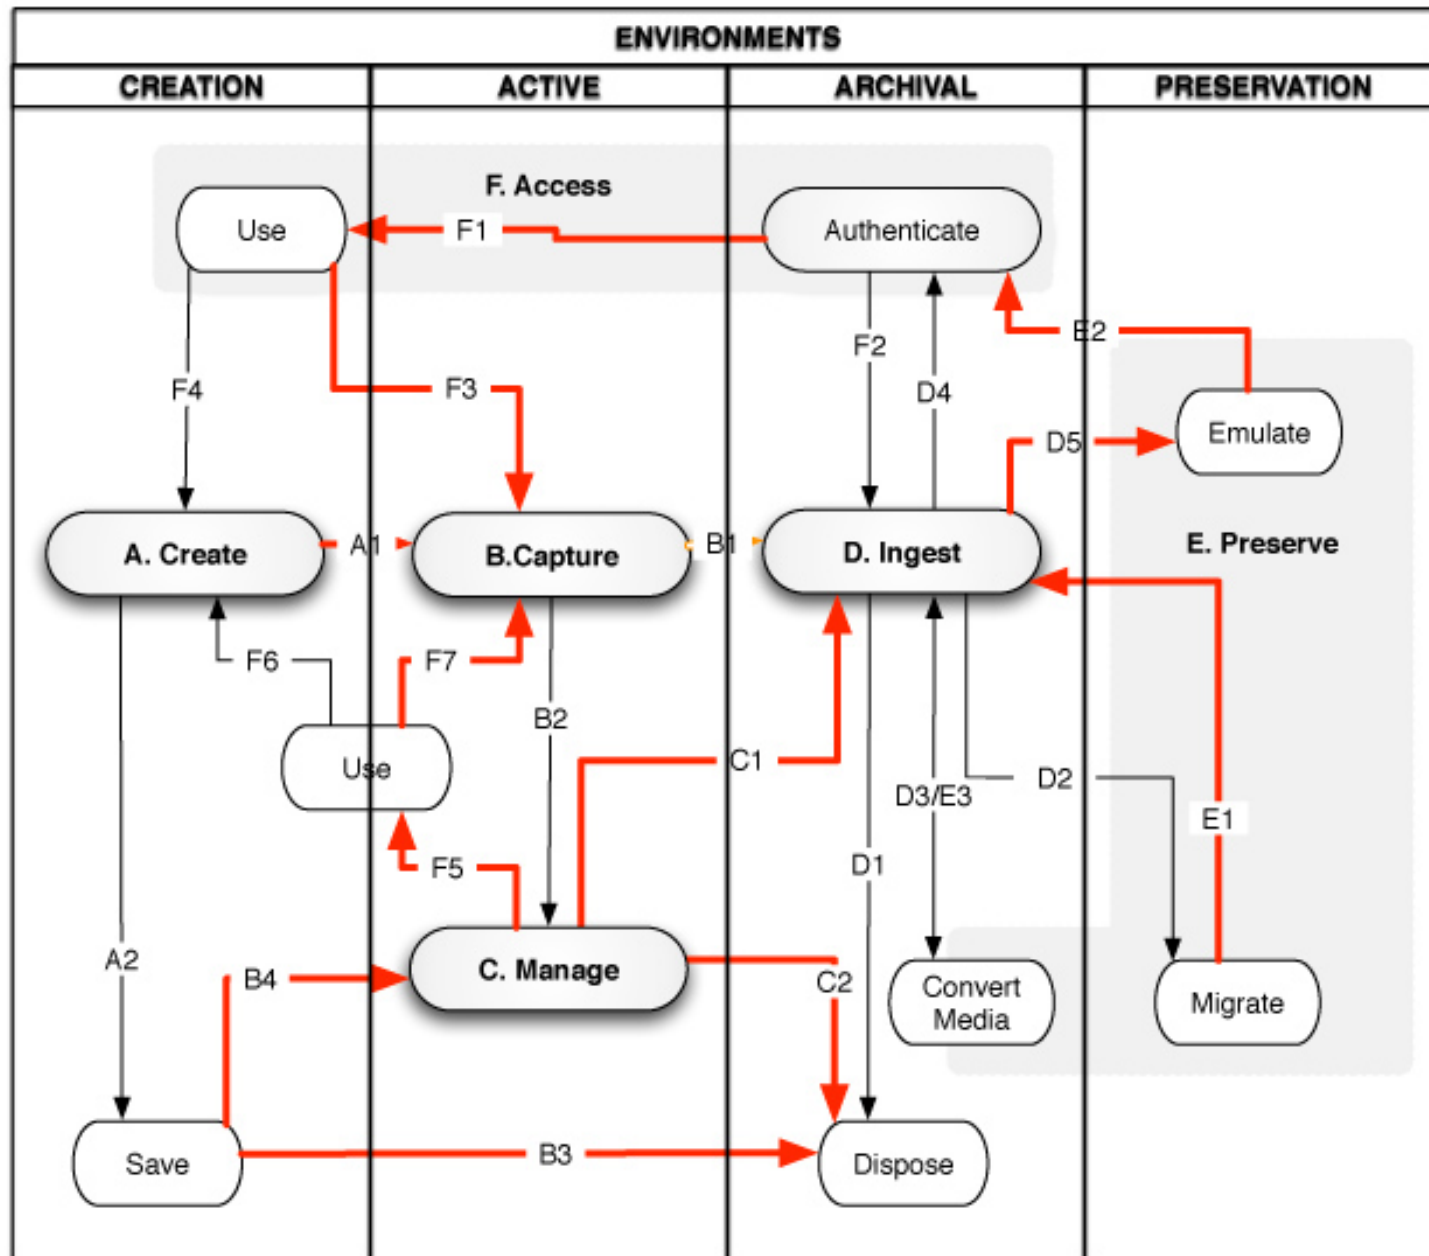 ENVIRONMENTS
CREATION
ACTIVE
ARCHIVAL
PRESERVATION
F. Access
Use
F1
Authenticate
E2
F2
F4
F3
D4
D5
Emulate
A. Create
A1
B.Capture
B1
D. Ingest
E. Preserve
F6
F7
B2
Use
C1
D3/E3
D2
E1
F5
D1
A2
B4
C. Manage
C2
Convert
Media
Migrate
Save
B3
Dispose